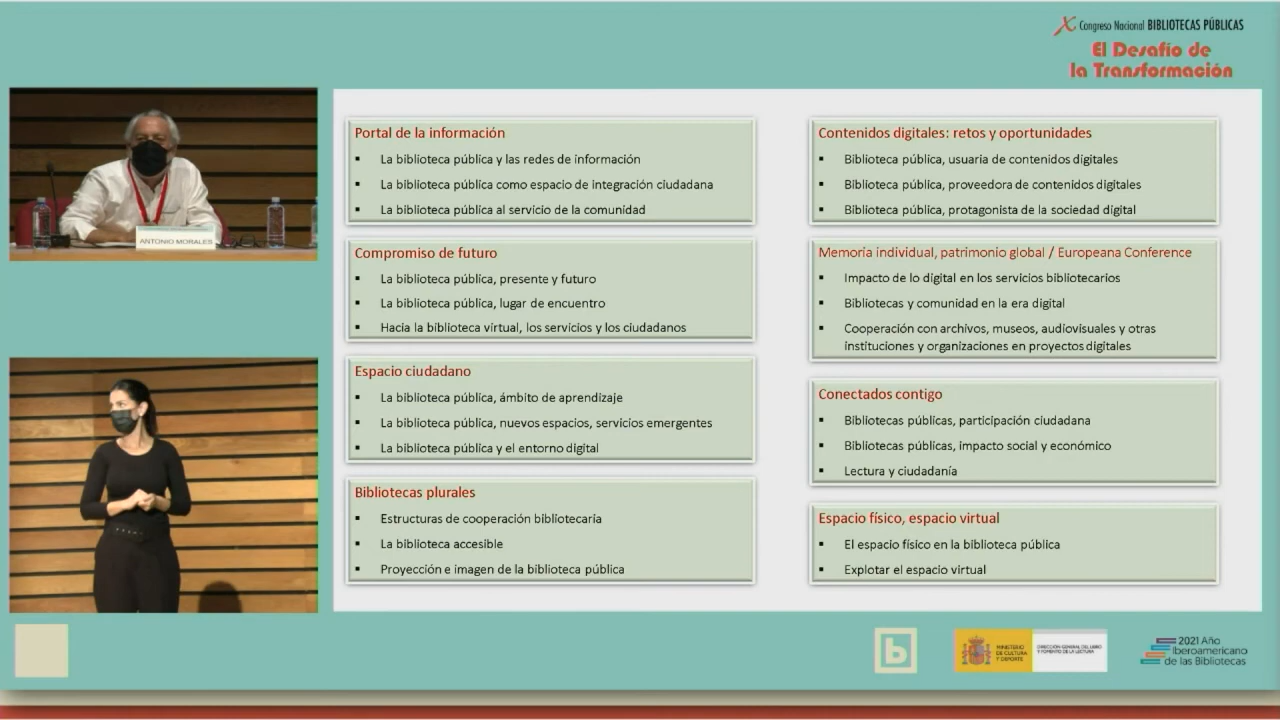 X Congreso Nacional BIBLIOTECAS PÚBLICAS
El Desafío de
la Transformación
ANTONIO MORALES
Portal de la información
▪ La biblioteca pública y las redes de información
▪ La biblioteca pública como espacio de integración ciudadana
▪ La biblioteca pública al servicio de la comunidad
Compromiso de futuro
▪ La biblioteca pública, presente y futuro
▪ La biblioteca pública, lugar de encuentro
▪ Hacia la biblioteca virtual, los servicios y los ciudadanos
Espacio ciudadano
▪ La biblioteca pública, ámbito de aprendizaje
▪ La biblioteca pública, nuevos espacios, servicios emergentes
▪ La biblioteca pública y el entorno digital
Bibliotecas plurales
▪ Estructuras de cooperación bibliotecaria
▪ La biblioteca accesible
▪ Proyección e imagen de la biblioteca pública
Contenidos digitales: retos y oportunidades
▪ Biblioteca pública, usuaria de contenidos digitales
▪ Biblioteca pública, proveedora de contenidos digitales
▪ Biblioteca pública, protagonista de la sociedad digital
Memoria individual, patrimonio global / Europeana Conference
▪ Impacto de lo digital en los servicios bibliotecarios
▪ Bibliotecas y comunidad en la era digital
▪ Cooperación con archivos, museos, audiovisuales y otras
instituciones y organizaciones en proyectos digitales
Conectados contigo
▪ Bibliotecas públicas, participación ciudadana
▪ Bibliotecas públicas, impacto social y económico
▪ Lectura y ciudadanía
Espacio físico, espacio virtual
▪ El espacio físico en la biblioteca pública
▪ Explotar el espacio virtual
b
MINISTERIO
DE CULTURA
Y DEPORTE
DIRECCIÓN GENERAL DEL LIBRO
Y FOMENTO DE LA LECTURA
2021 Año
Iberoamericano
de las Bibliotecas